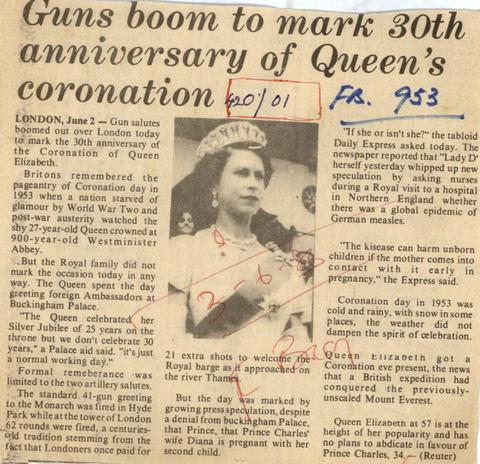 Guns boom to mark 30th
anniversary of Queen's
coronation
420/01
FR. 953
LONDON, June 2 — Gun salutes
boomed out over London today
to mark the 30th anniversary of
the Coronation of Queen
Elizabeth.
Britons remembered the
pageantry of Coronation day in
1953 when a nation starved of
glamour by World War Two and
post-war austerity watched the
shy 27-year-old Queen crowned at
900-year-old Westminister
Abbey.
But the Royal family did not
mark the occasion today in any
way. The Queen spent the day
greeting foreign Ambassadors at
Buckingham Palace.
"The Queen celebrated her
Silver Jubilee of 25 years on the
throne but we don't celebrate 30
years," a Palace aid said. "it's just
a normal working day."
Formal remeberance was
limited to the two artillery salutes.
The standard 41-gun greeting
to the Monarch was fired in Hyde
Park while at the tower of London
62 rounds were fired, a centuries-
old tradition stemming from the
fact that Londoners once paid for
3-6-83
21 extra shots to welcome the
Royal barge as it approached on
the river Thames.
But the day was marked by
growing press speculation, despite
a denial from buckingham Palace,
that Prince, that Prince Charles'
wife Diana is pregnant with her
second child.
"If she or isn't she?" the tabloid
Daily Express asked today. The
newspaper reported that "Lady D'
herself yesterday whipped up new
speculation by asking nurses
during a Royal visit to a hospital
in Northern England whether
there was a global epidemic of
German measles.
"The kisease can harm unborn
children if the mother comes into
contact with it early in
pregnancy," the Express said.
Coronation day in 1953 was
cold and rainy, with snow in some
places, the weather did not
dampen the spirit of celebration.
Queen Elizabeth got a
Coronation eve present, the news
that a British expedition had
conquered the previously-
unscaled Mount Everest.
Queen Elizabeth at 57 is at the
height of her popularity and has
no plans to abdicate in favour of
Prince Charles, 34.— (Reuter)